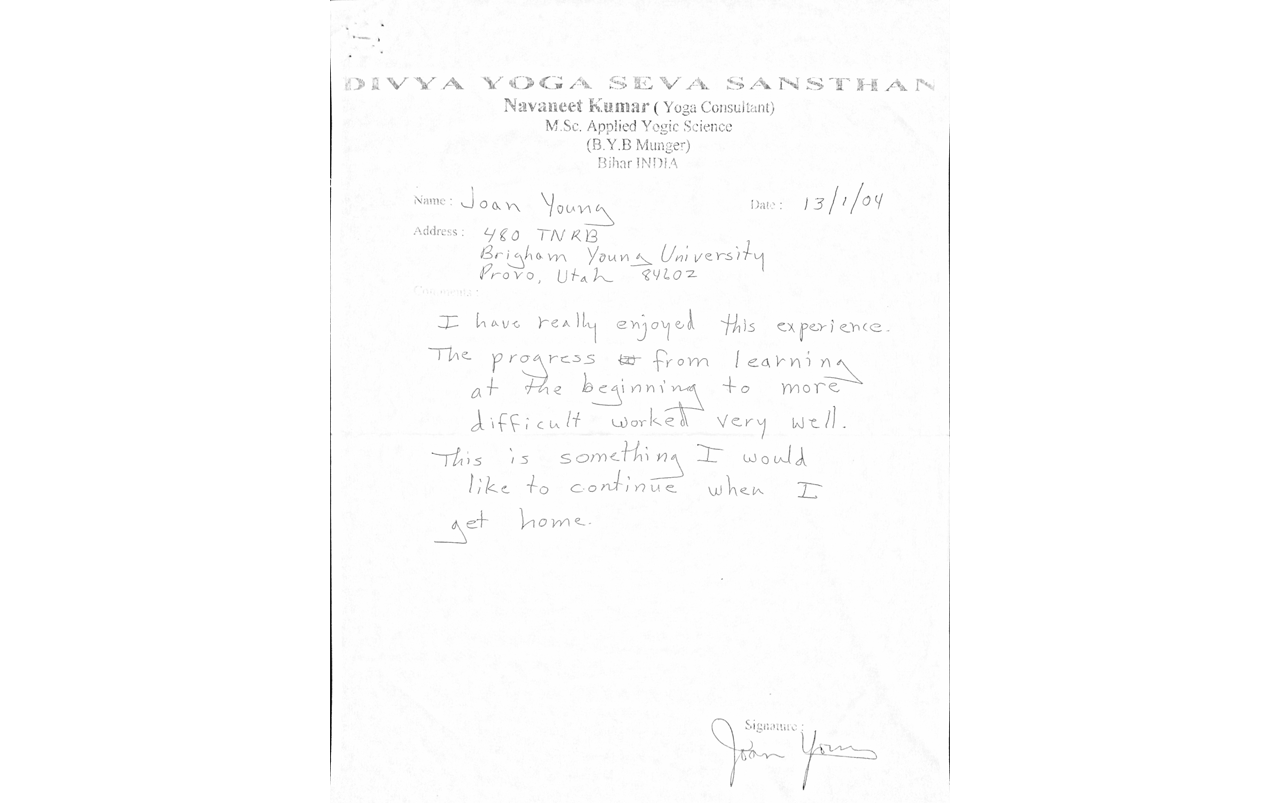 DIVYA YOGA SEVA SANSTHAN
Navaneet Kumar ( Yoga Consultant)
M.Sc. Applied Yogic Science
(B.Y.B Munger)
Bihar INDIA
Name : Joan Young Date : 13/1/04
Address : 480 TNRB
Brigham Young University
Provo, Utah 84602
Comments :
I have really enjoyed this experience.
The progress from learning
at the beginning to more
difficult worked very well.
This is something I would
like to continue when I
get home.
Signature :
Joan Young